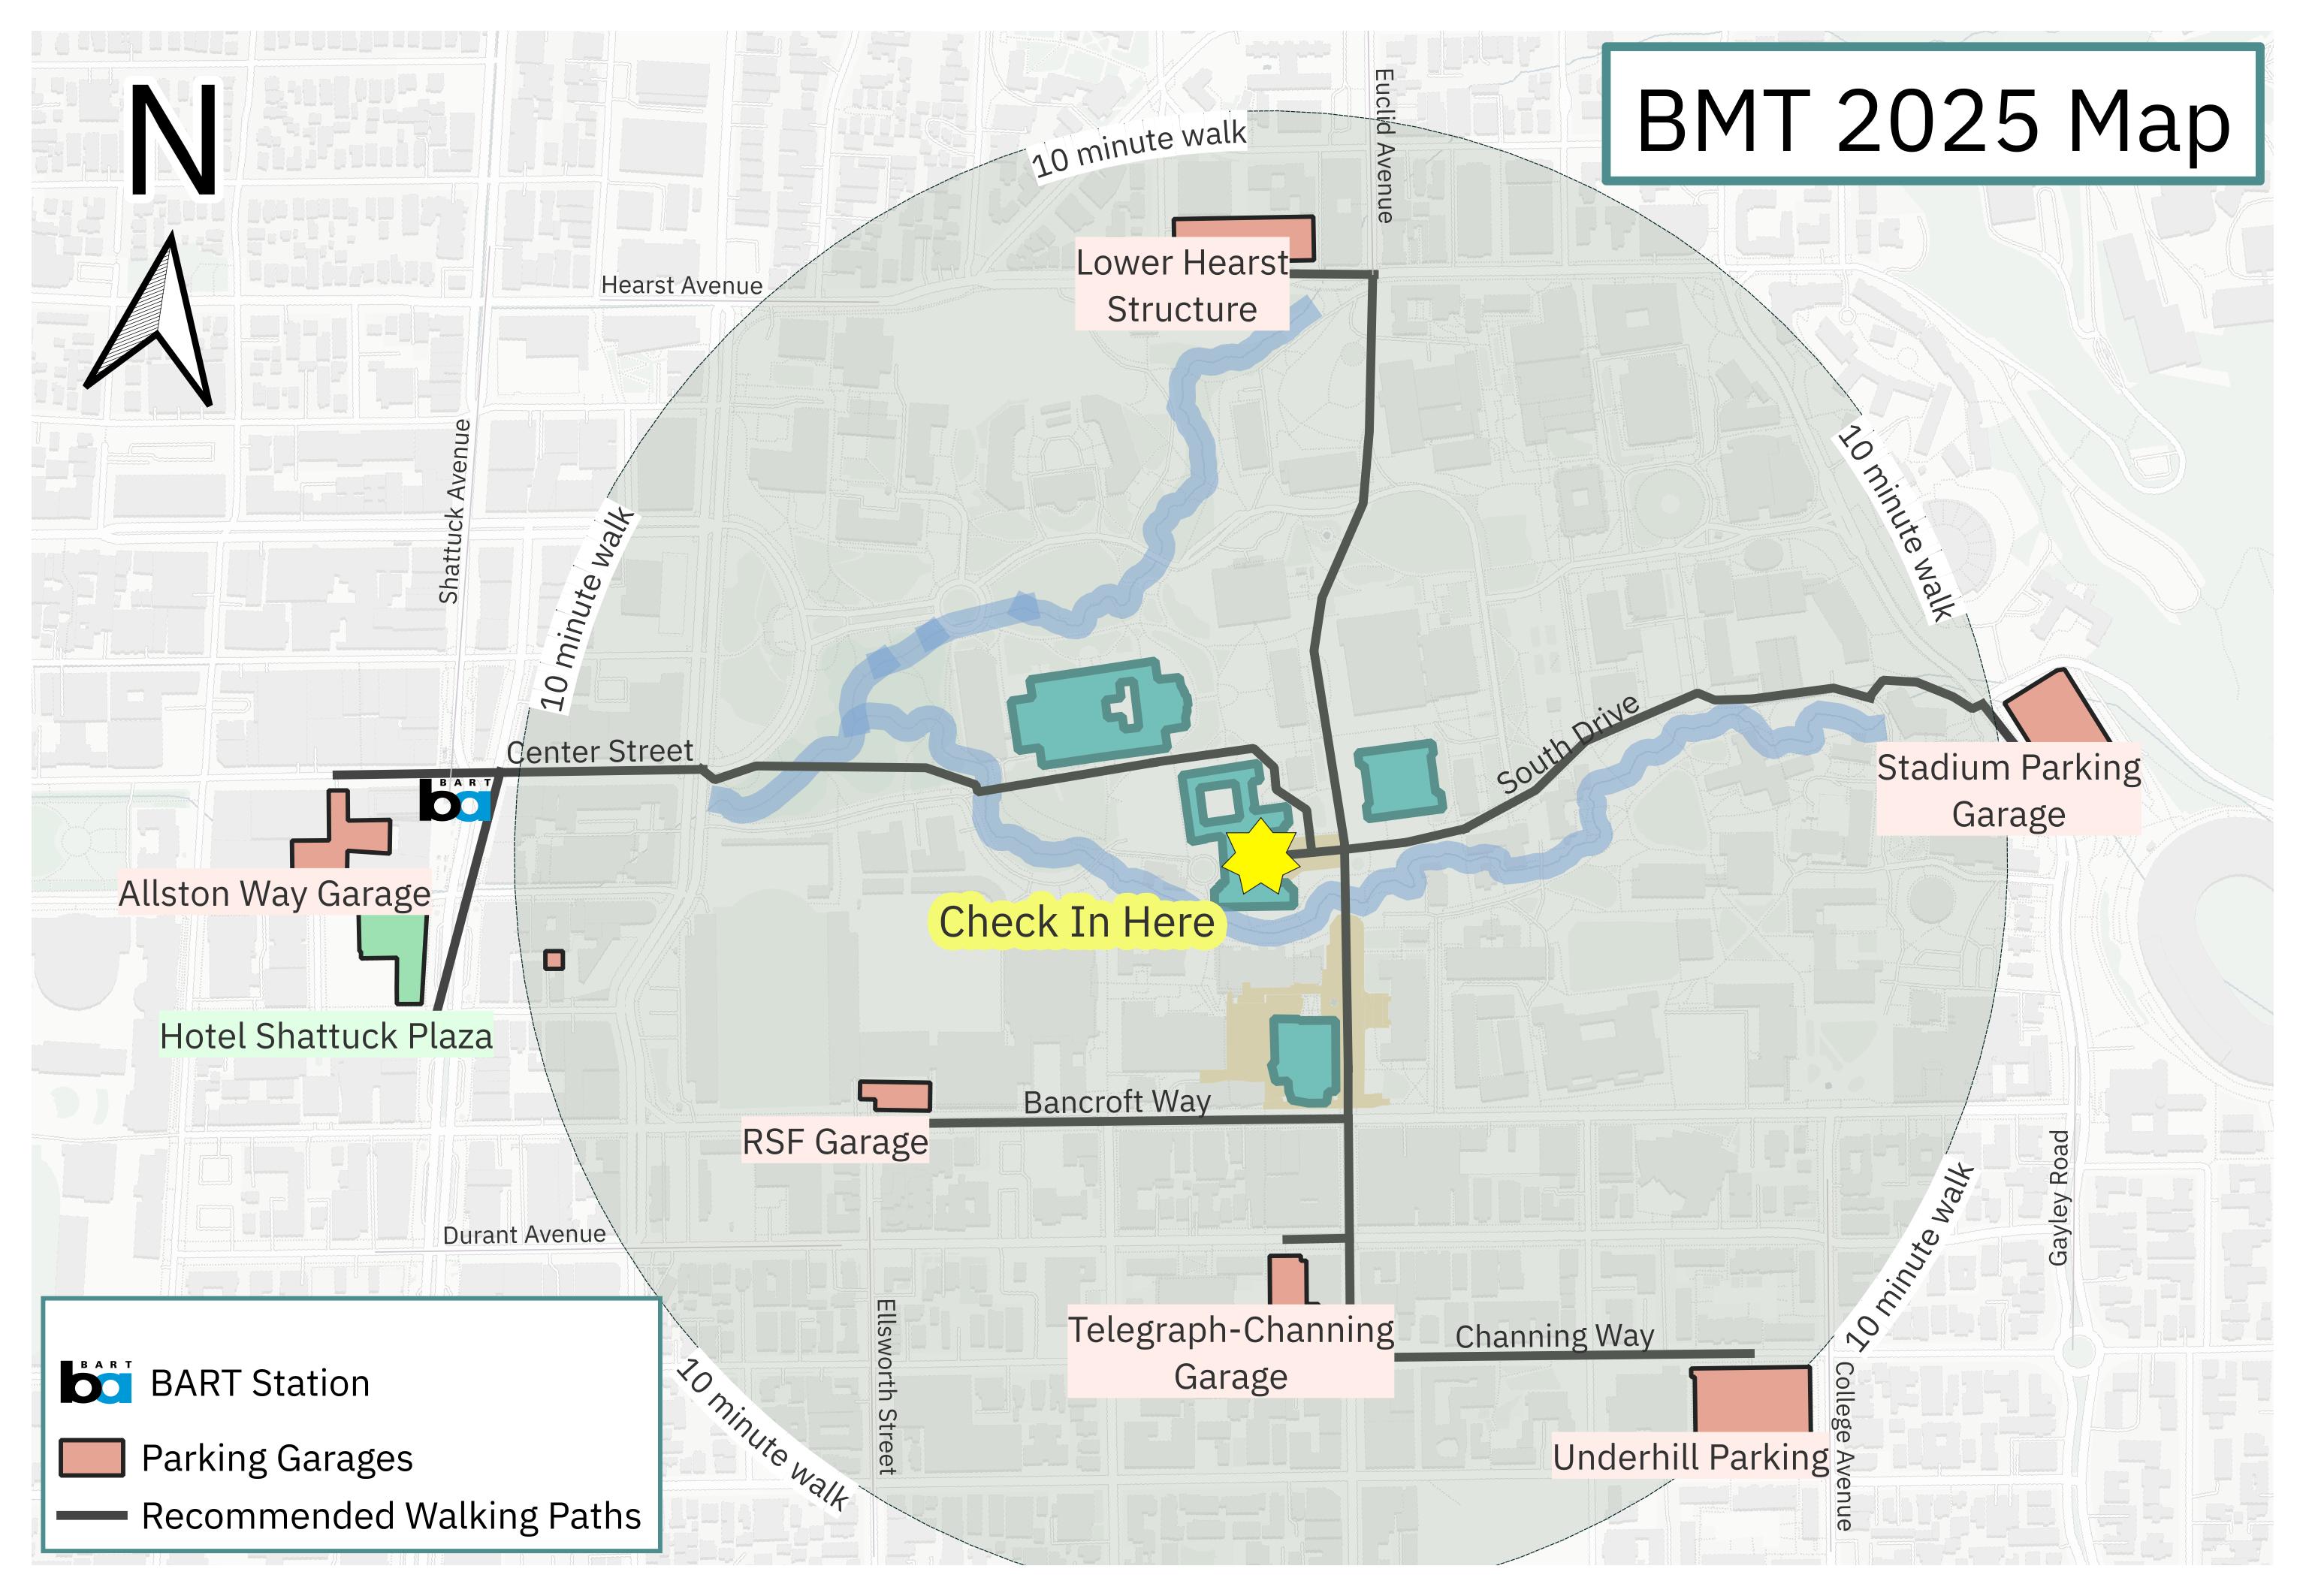 BMT 2025 Map
N
Euclid Avenue
10 minute walk
Lower Hearst
Structure
Hearst Avenue
Shattuck Avenue
10 minute walk
10 minute walk
Center Street
South Drive
BART
ba
Stadium Parking
Garage
Allston Way Garage
Check In Here
Hotel Shattuck Plaza
Bancroft Way
RSF Garage
Gayley Road
10 minute walk
Durant Avenue
Ellsworth Street
Telegraph-Channing
Garage
Channing Way
College Avenue
10 minute walk
Underhill Parking
BART
ba
BART Station
Parking Garages
Recommended Walking Paths